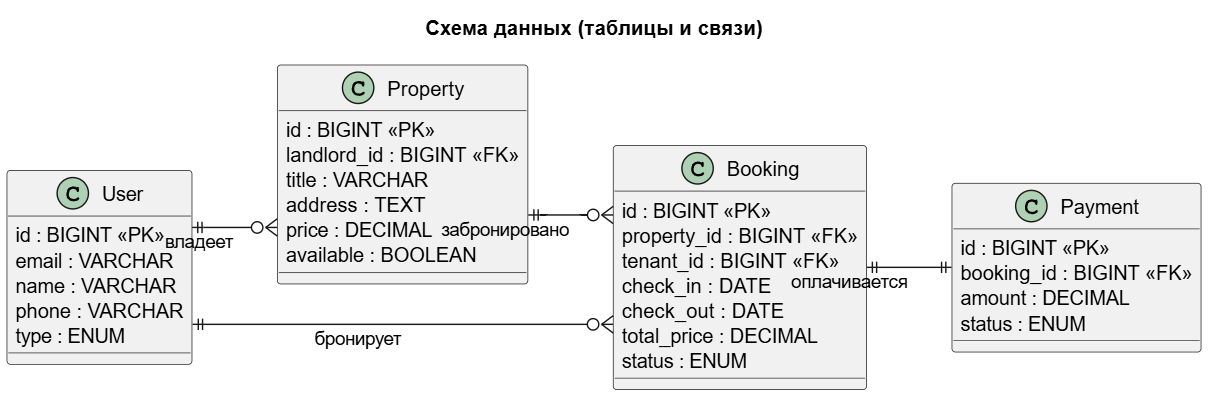 Схема данных (таблицы и связи)
C User
id : BIGINT «PK»
email : VARCHAR
name : VARCHAR
phone : VARCHAR
type : ENUM
владеет
бронирует
C Property
id : BIGINT «PK»
landlord_id : BIGINT «FK»
title : VARCHAR
address : TEXT
price : DECIMAL
available : BOOLEAN
забронировано
C Booking
id : BIGINT «PK»
property_id : BIGINT «FK»
tenant_id : BIGINT «FK»
check_in : DATE
check_out : DATE
total_price : DECIMAL
status : ENUM
оплачивается
C Payment
id : BIGINT «PK»
booking_id : BIGINT «FK»
amount : DECIMAL
status : ENUM